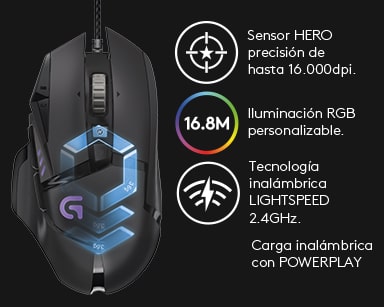 Sensor HERO
precisión de
hasta 16.000dpi.
16.8M
Iluminación RGB
personalizable.
Tecnología
inalámbrica
LIGHTSPEED
2.4GHz.
Carga inalámbrica
con POWERPLAY